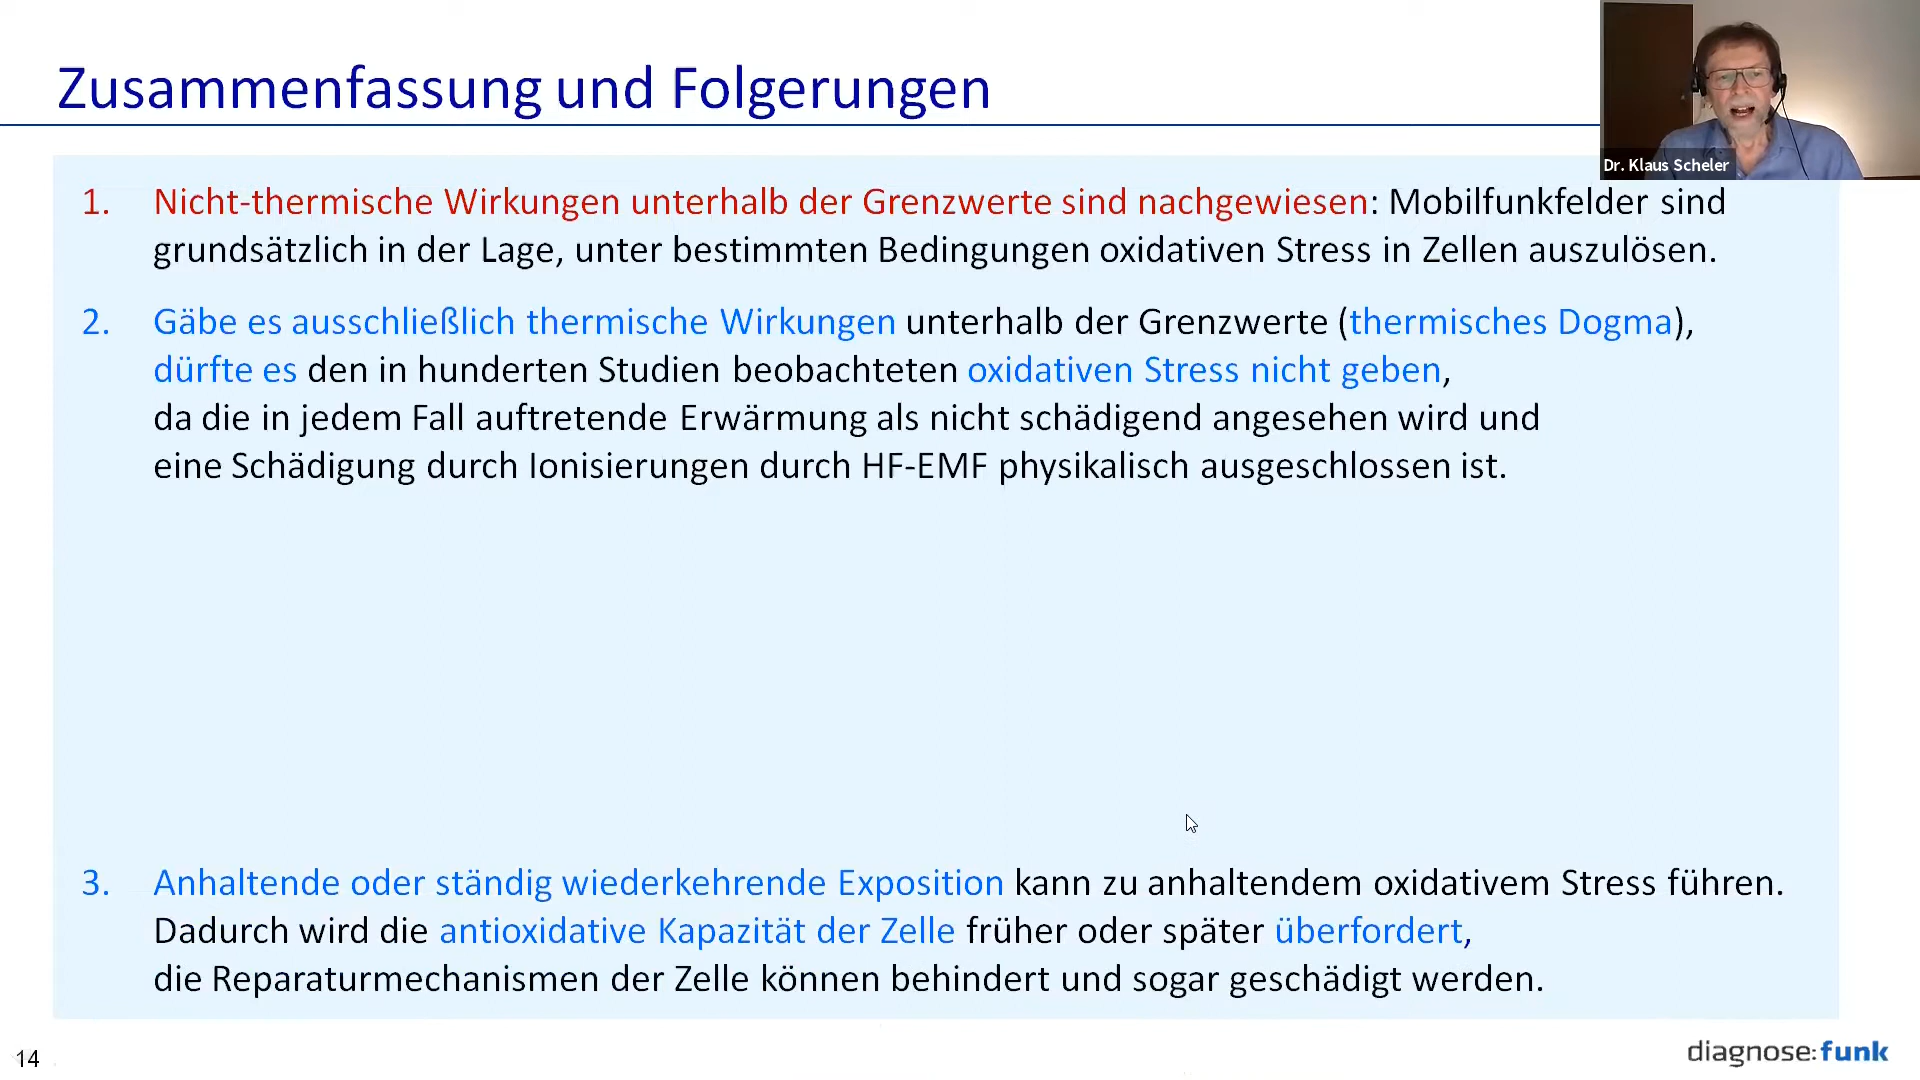 Zusammenfassung und Folgerungen
Dr. Klaus Scheler
1. Nicht-thermische Wirkungen unterhalb der Grenzwerte sind nachgewiesen: Mobilfunkfelder sind
grundsätzlich in der Lage, unter bestimmten Bedingungen oxidativen Stress in Zellen auszulösen.
2. Gäbe es ausschließlich thermische Wirkungen unterhalb der Grenzwerte (thermisches Dogma),
dürfte es den in hunderten Studien beobachteten oxidativen Stress nicht geben,
da die in jedem Fall auftretende Erwärmung als nicht schädigend angesehen wird und
eine Schädigung durch Ionisierungen durch HF-EMF physikalisch ausgeschlossen ist.
3. Anhaltende oder ständig wiederkehrende Exposition kann zu anhaltendem oxidativem Stress führen.
Dadurch wird die antioxidative Kapazität der Zelle früher oder später überfordert,
die Reparaturmechanismen der Zelle können behindert und sogar geschädigt werden.
14
diagnose:funk